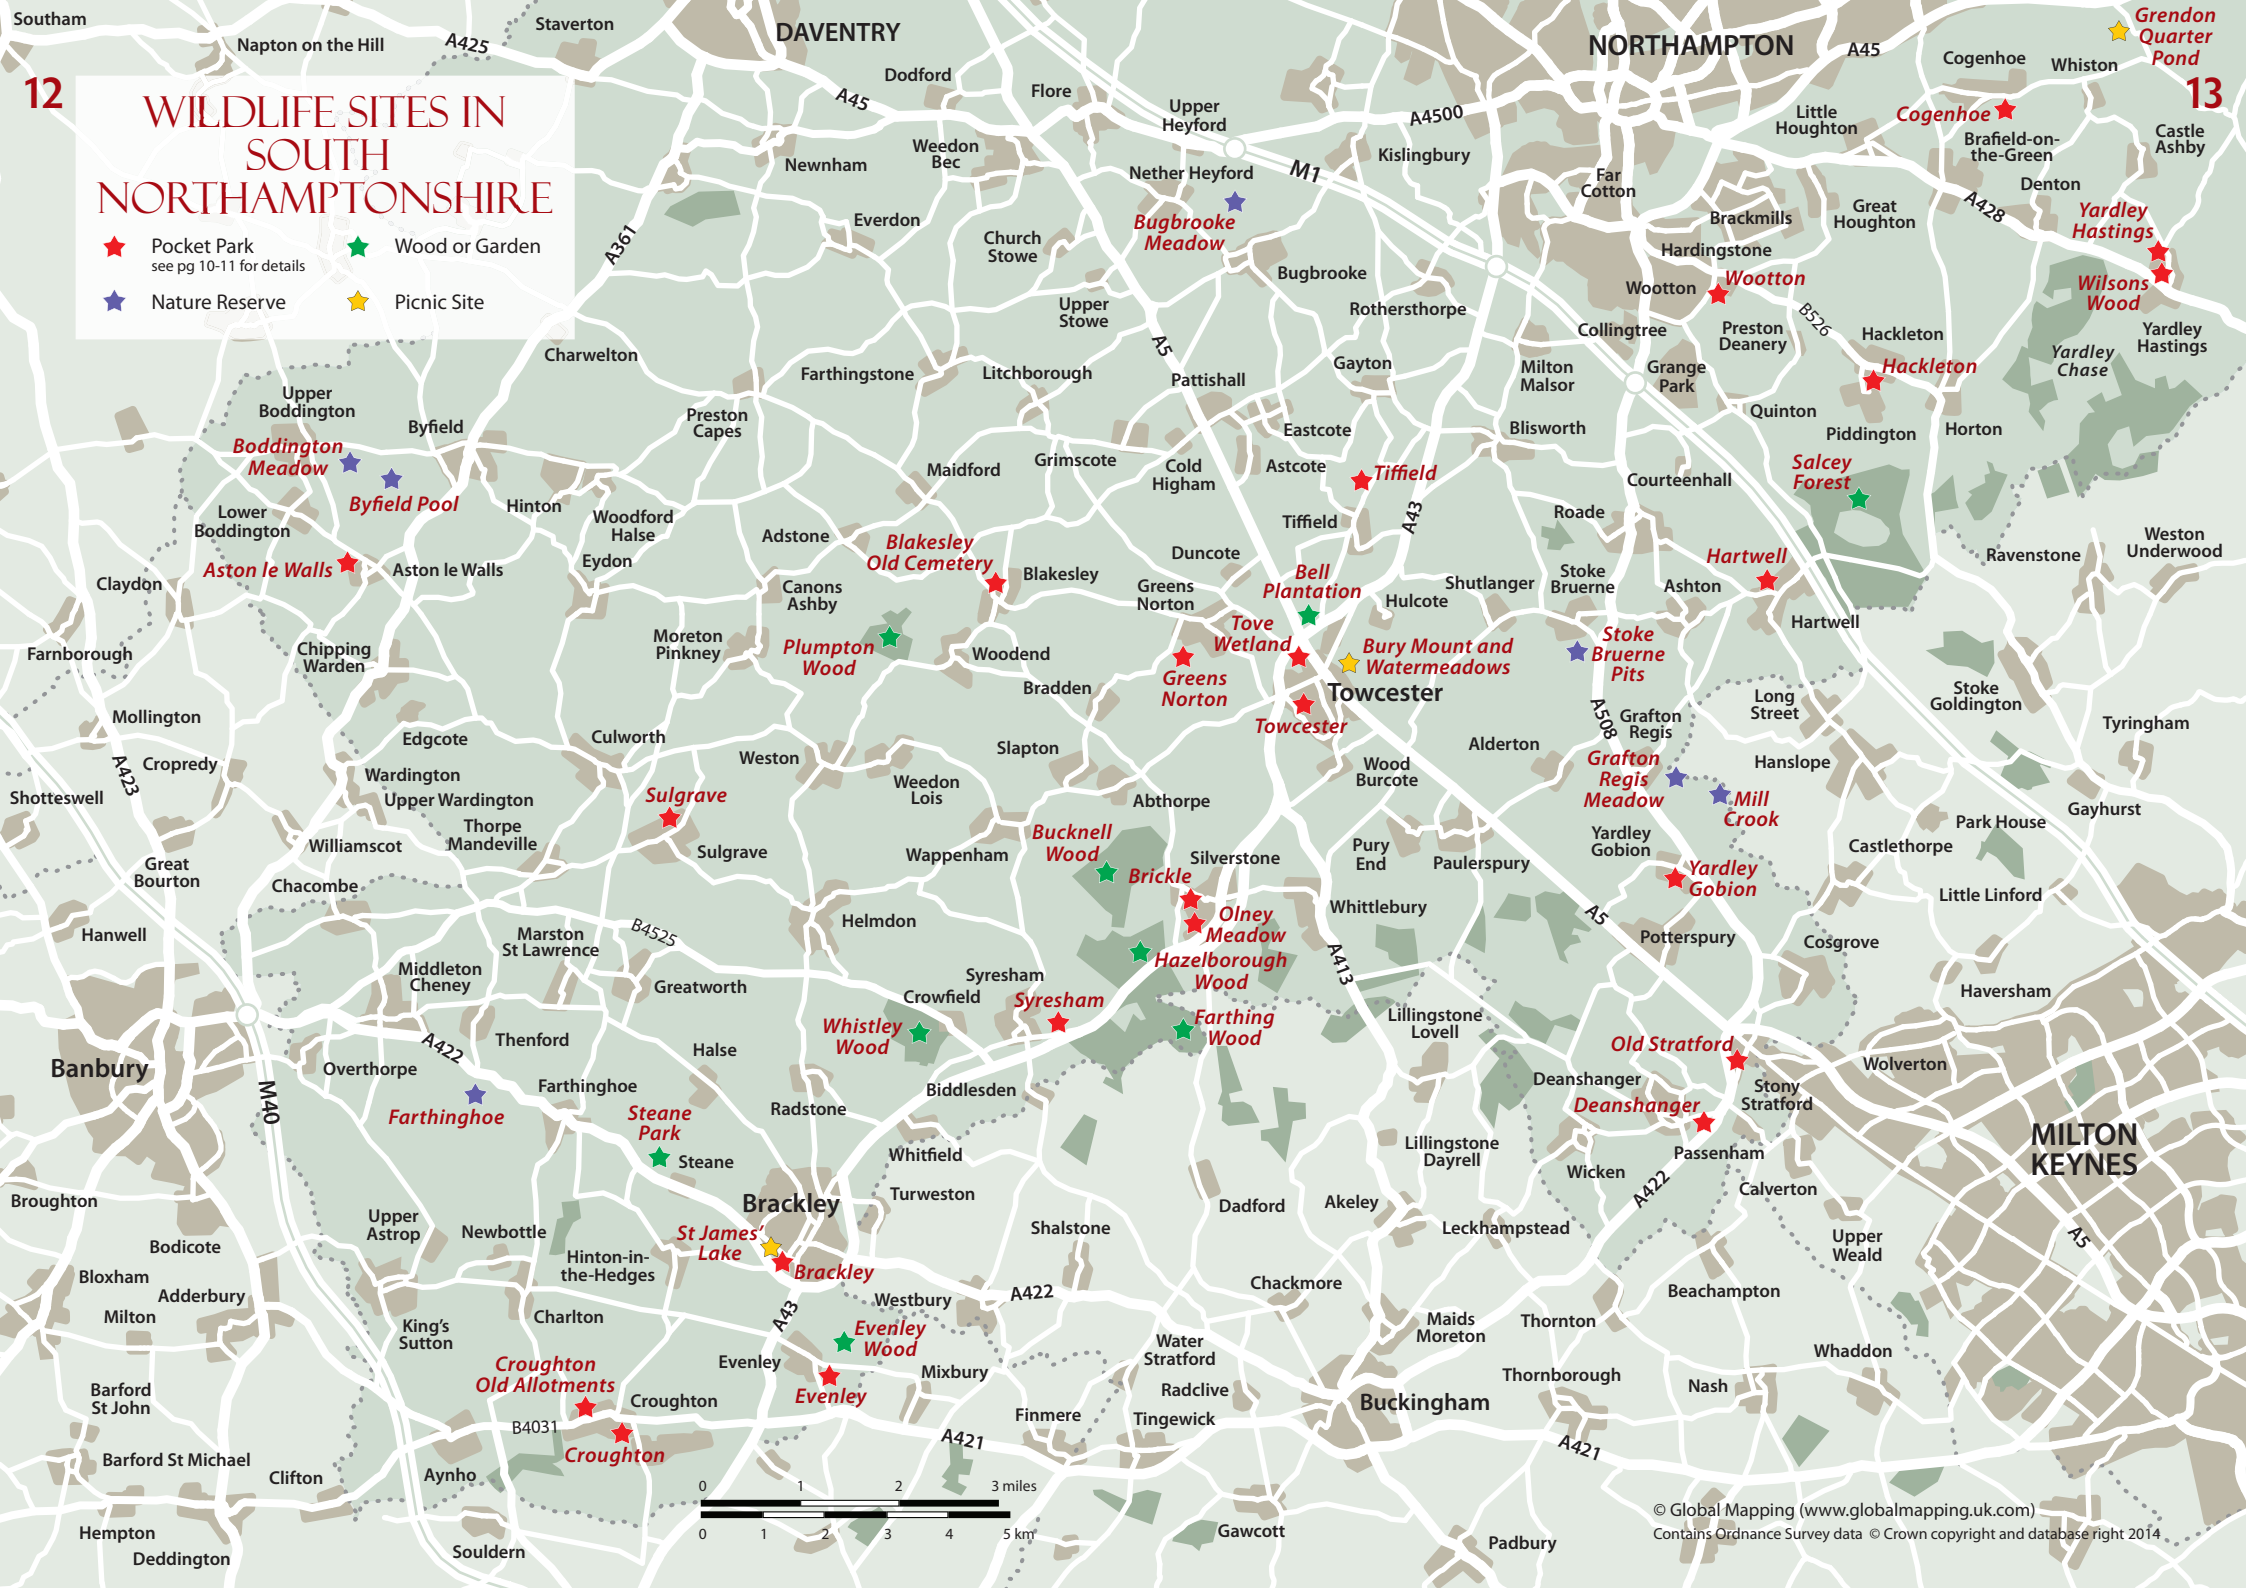 12
WILDLIFE SITES IN
SOUTH
NORTHAMPTONSHIRE
Pocket Park
see pg 10-11 for details
Wood or Garden
Nature Reserve
Picnic Site
13
Southam
Napton on the Hill
A425
Staverton
DAVENTRY
Dodford
A45
Flore
Upper
Heyford
A4500
NORTHAMPTON
A45
Cogenhoe
Whiston
Grendon
Quarter
Pond
Little
Houghton
Cogenhoe
Brafield-on-
the-Green
Castle
Ashby
Newnham
Weedon
Bec
Nether Heyford
M1
Kislingbury
Far
Cotton
Denton
A428
Yardley
Hastings
Everdon
Church
Stowe
Bugbrooke
Meadow
Brackmills
Great
Houghton
Hardingstone
A361
Bugbrooke
Wootton
Wootton
Wilsons
Wood
Upper
Stowe
Rothersthorpe
Collingtree
Preston
Deanery
B526
Hackleton
Yardley
Hastings
Yardley
Chase
Charwelton
Farthingstone
Litchborough
A5
Pattishall
Gayton
Milton
Malsor
Grange
Park
Hackleton
Upper
Boddington
Byfield
Preston
Capes
Eastcote
Blisworth
Quinton
Piddington
Horton
Boddington
Meadow
Byfield Pool
Maidford
Grimscote
Cold
Higham
Astcote
Tiffield
Courteenhall
Salcey
Forest
Lower
Boddington
Hinton
Woodford
Halse
Adstone
Tiffield
A43
Roade
Weston
Underwood
Ravenstone
Claydon
Aston le Walls
Aston le Walls
Eydon
Blakesley
Old Cemetery
Blakesley
Duncote
Bell
Plantation
Shutlanger
Stoke
Bruerne
Ashton
Hartwell
Canons
Ashby
Greens
Norton
Hulcote
Hartwell
Farnborough
Chipping
Warden
Moreton
Pinkney
Plumpton
Wood
Woodend
Tove
Wetland
Bury Mount and
Watermeadows
Stoke
Bruerne
Pits
Bradden
Greens
Norton
Towcester
Towcester
Long
Street
Stoke
Goldington
Mollington
A508
Grafton
Regis
Tyringham
Edgcote
Culworth
Weston
Slapton
Alderton
A423
Cropredy
Wardington
Weedon
Lois
Wood
Burcote
Grafton
Regis
Meadow
Hanslope
Shotteswell
Upper Wardington
Sulgrave
Abthorpe
Mill
Crook
Gayhurst
Thorpe
Mandeville
Bucknell
Wood
Yardley
Gobion
Park House
Williamscot
Sulgrave
Wappenham
Silverstone
Pury
End
Paulerspury
Castlethorpe
Great
Bourton
Chacombe
Brickle
Yardley
Gobion
Little Linford
Hanwell
Marston
St Lawrence
B4525
Helmdon
Olney
Meadow
Whittlebury
A5
Potterspury
Cosgrove
Middleton
Cheney
Greatworth
Syresham
Hazelborough
Wood
A413
Haversham
Crowfield
Syresham
Whistley
Wood
Farthing
Wood
Lillingstone
Lovell
Banbury
A422
Thenford
Halse
Old Stratford
Wolverton
M40
Overthorpe
Farthinghoe
Biddlesden
Deanshanger
Stony
Stratford
Farthinghoe
Steane
Park
Radstone
Deanshanger
MILTON
KEYNES
Steane
Whitfield
Lillingstone
Dayrell
Wicken
Passenham
Broughton
Brackley
Turweston
Dadford
Akeley
A422
Calverton
Upper
Astrop
Newbottle
St James’
Lake
Shalstone
Leckhampstead
Upper
Weald
A5
Bodicote
Hinton-in-
the-Hedges
Brackley
Bloxham
Adderbury
A422
Chackmore
Beachampton
Milton
Charlton
A43
Westbury
King’s
Sutton
Evenley
Wood
Water
Stratford
Maids
Moreton
Thornton
Whaddon
Croughton
Old Allotments
Evenley
Mixbury
Thornborough
Nash
Barford
St John
Evenley
Radclive
Croughton
Buckingham
B4031
Finmere
Tingewick
A421
A421
Croughton
Barford St Michael
Clifton
Aynho
0 1 2 3 miles
0 1 2 3 4 5 km
Hempton
Deddington
Souldern
Gawcott
Padbury
© Global Mapping (www.globalmapping.uk.com)
Contains Ordnance Survey data © Crown copyright and database right 2014